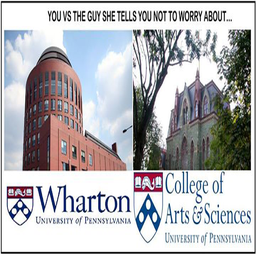 YOU VS THE GUY SHE TELLS YOU NOT TO WORRY ABOUT...
Wharton
UNIVERSITY OF PENNSYLVANIA
College of
Arts & Sciences
UNIVERSITY OF PENNSYLVANIA